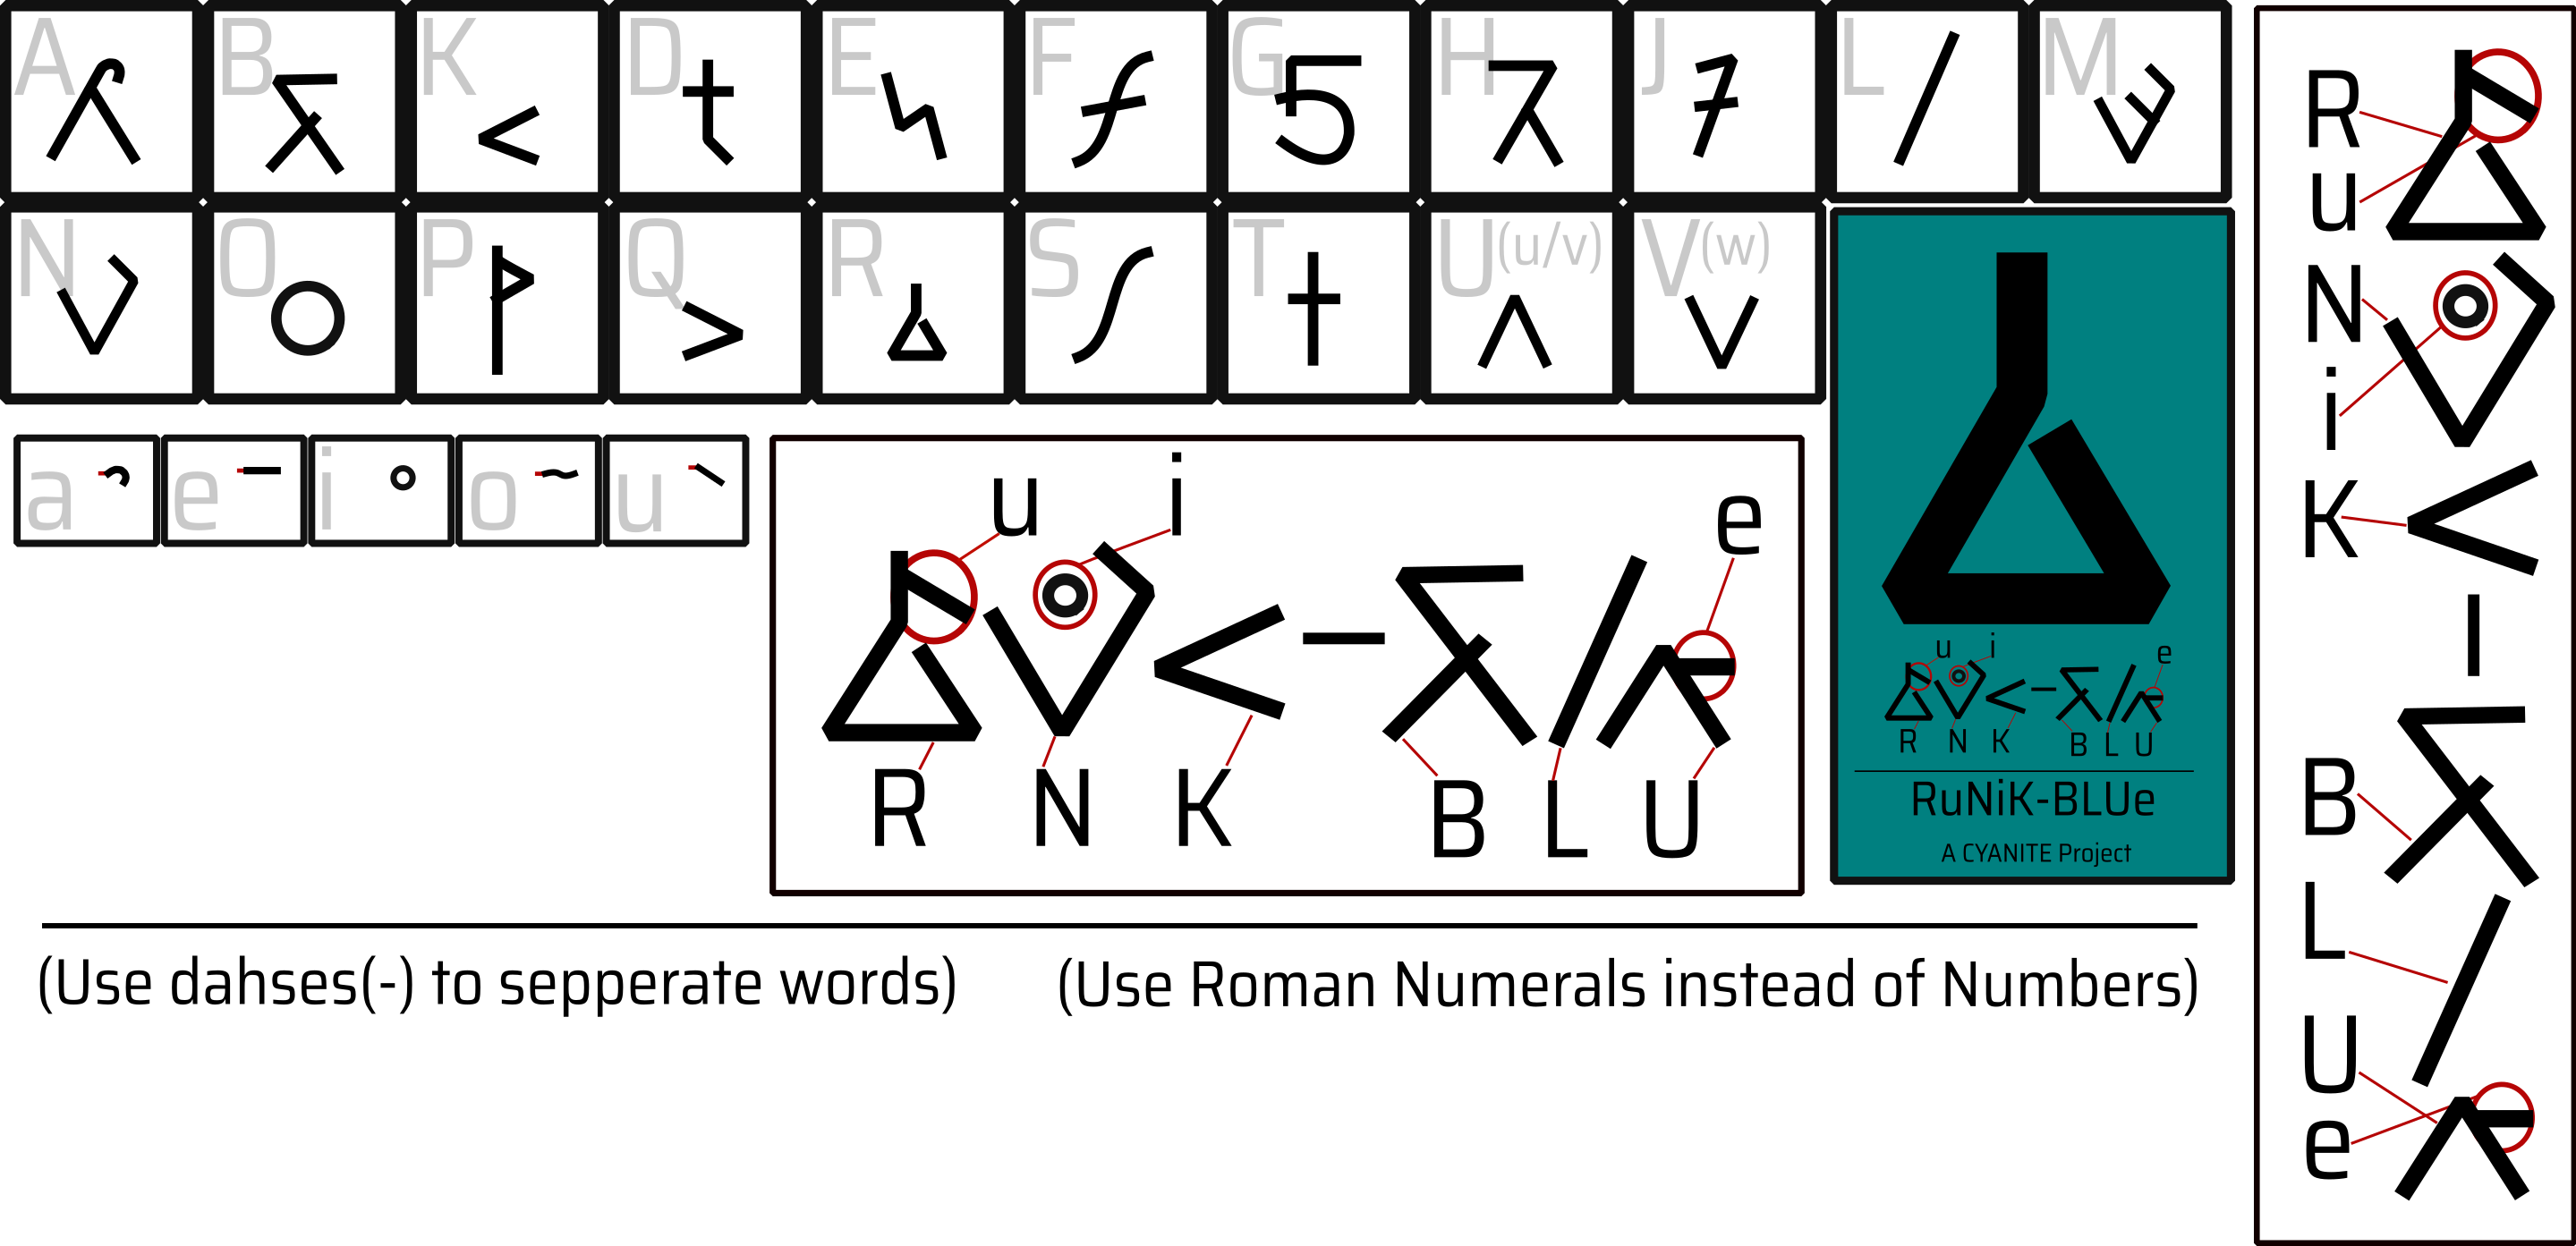 A B K D E F G H J L M
N O P Q R S T U(u/v) V(w)
a e i o u
u i e
R N K B L U
u i e
R N K B L U
RuNiK-BLUe
A CYANITE Project
R
u
N
i
K
-
B
L
U
e
(Use dahses(-) to sepperate words) (Use Roman Numerals instead of Numbers)